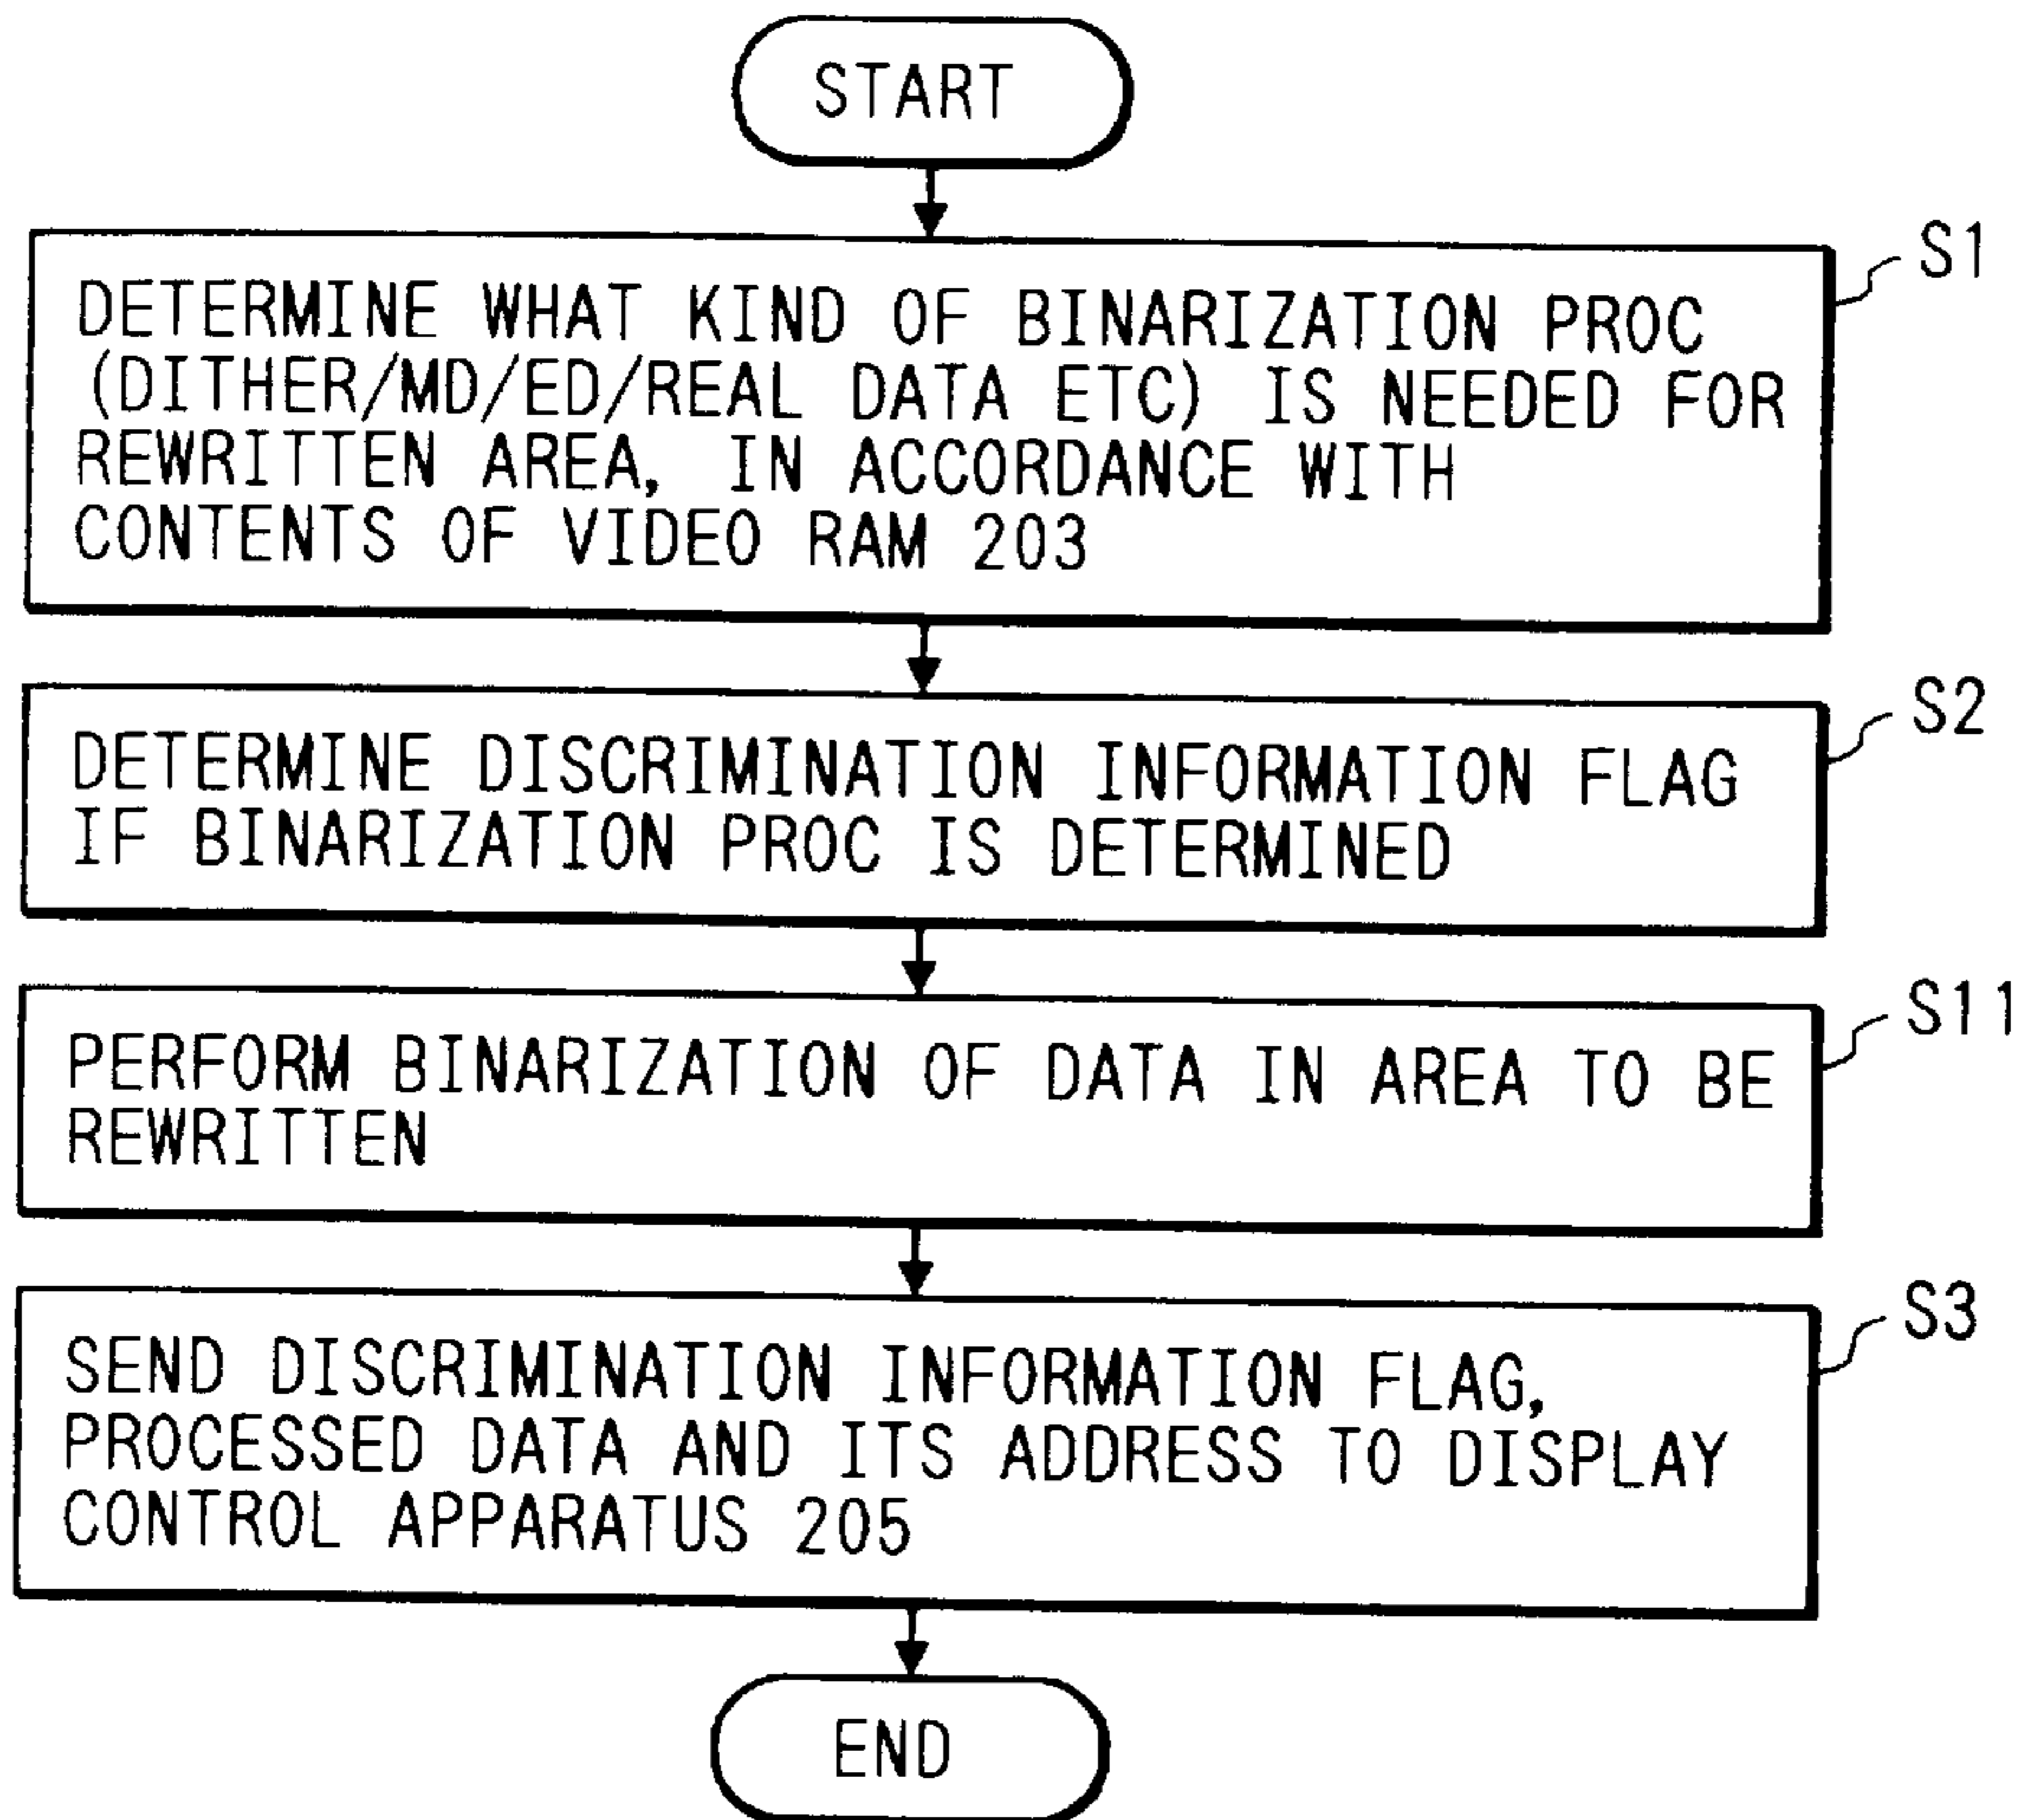 START
S1
DETERMINE WHAT KIND OF BINARIZATION PROC
(DITHER/MD/ED/REAL DATA ETC) IS NEEDED FOR
REWRITTEN AREA, IN ACCORDANCE WITH
CONTENTS OF VIDEO RAM 203
S2
DETERMINE DISCRIMINATION INFORMATION FLAG
IF BINARIZATION PROC IS DETERMINED
S11
PERFORM BINARIZATION OF DATA IN AREA TO BE
REWRITTEN
S3
SEND DISCRIMINATION INFORMATION FLAG,
PROCESSED DATA AND ITS ADDRESS TO DISPLAY
CONTROL APPARATUS 205
END